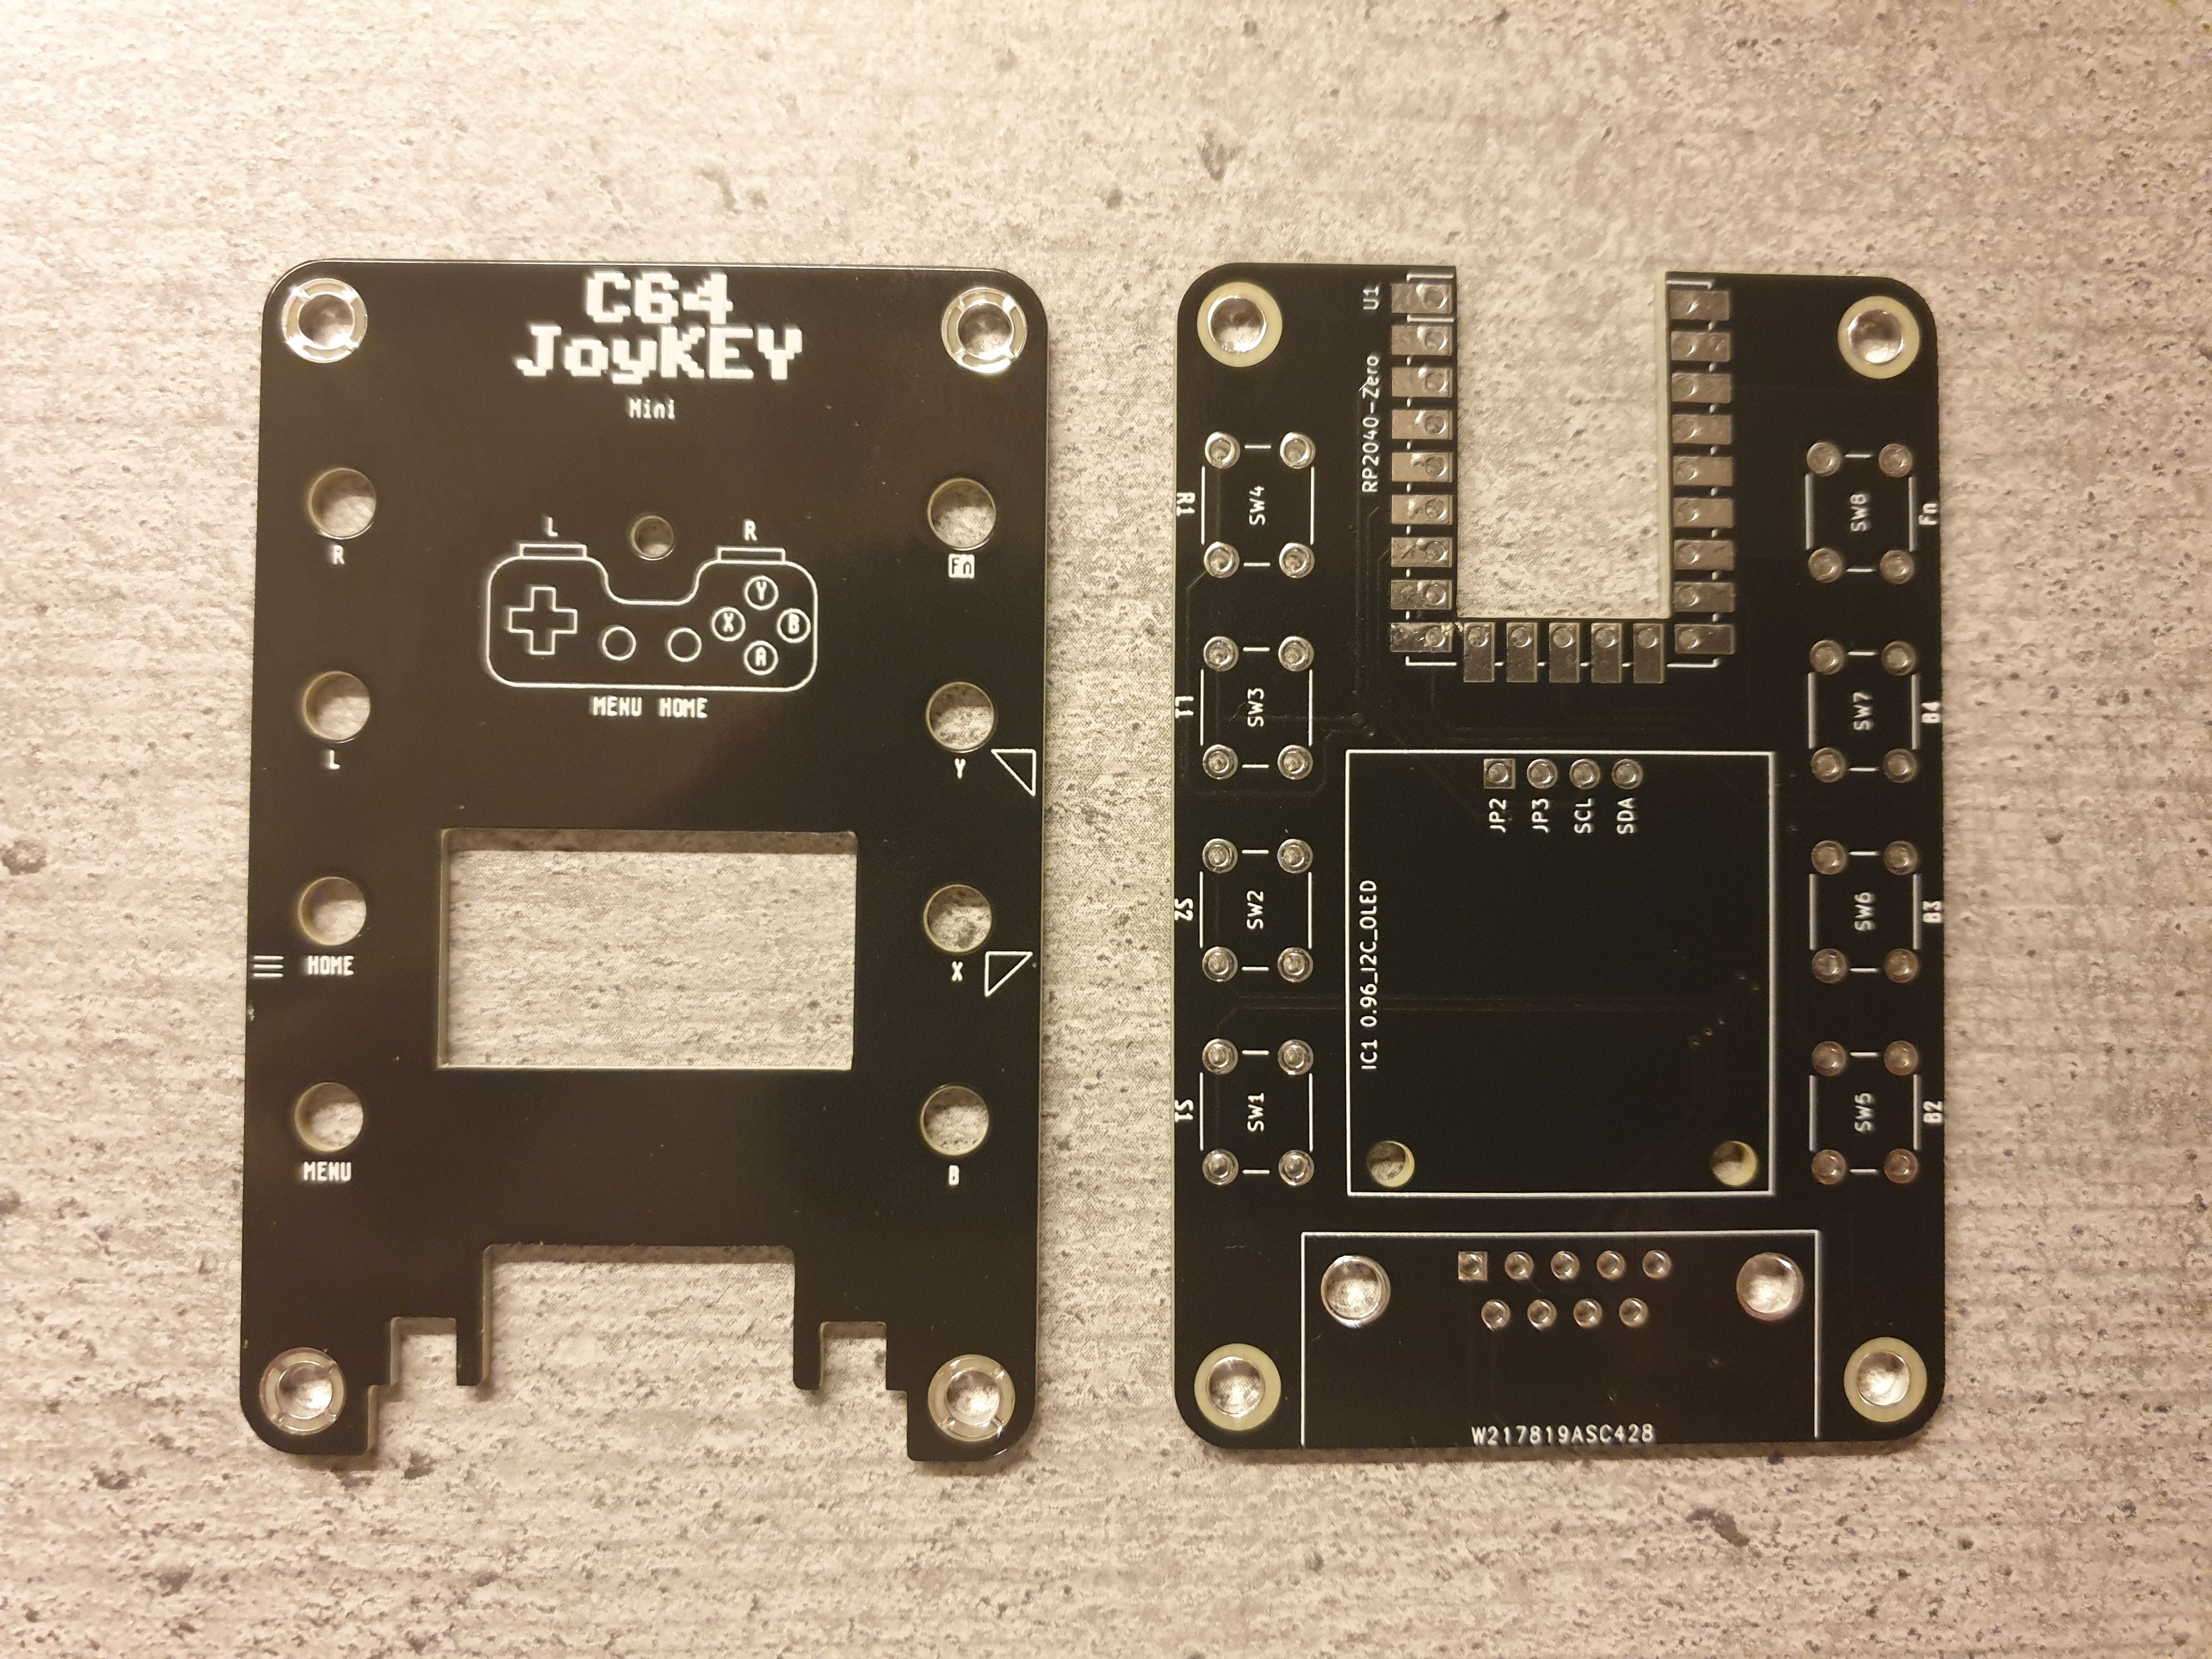 C64
JoyKEY
Mini
L
R
R
Fn
Y
X
B
A
MENU HOME
L
Y
HOME
X
MENU
B
U1
RP2040-Zero
R1
SW4
SW8
Fn
L1
SW3
SW7
B4
JP2
JP3
SCL
SDA
S2
SW2
IC1 0.96_I2C_OLED
SW6
B3
S1
SW1
SW5
B2
W217819ASC428